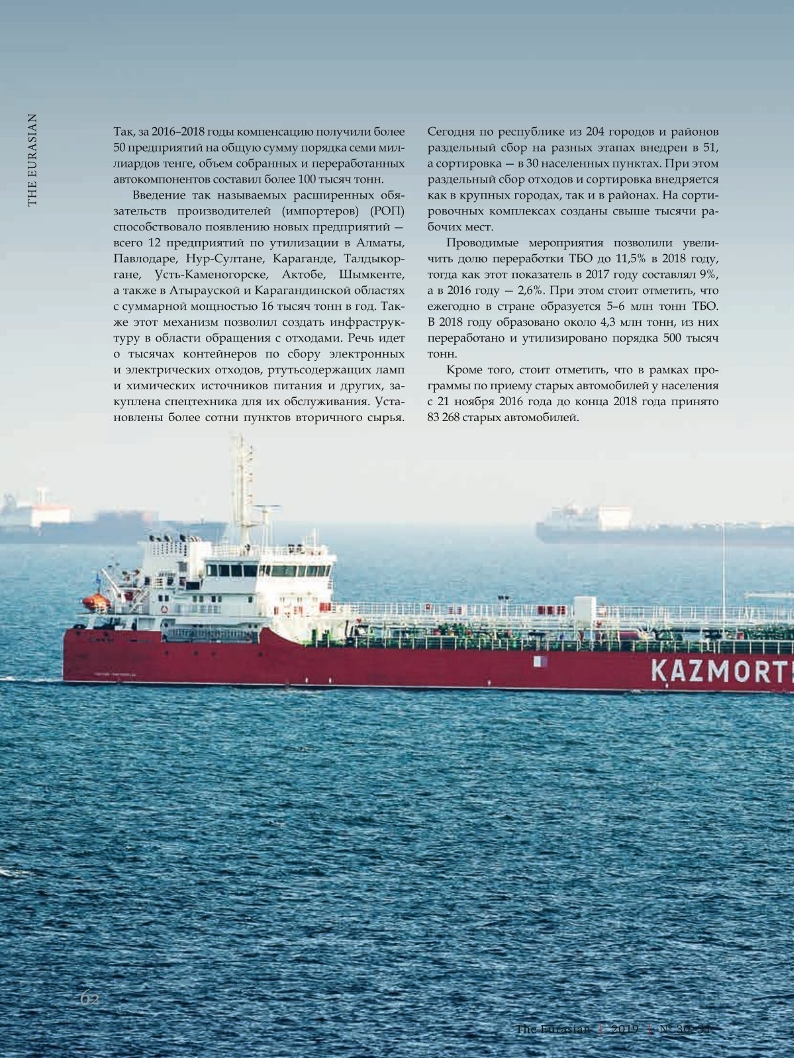 THE EURASIAN
Так, за 2016–2018 годы компенсацию получили более
50 предприятий на общую сумму порядка семи мил-
лиардов тенге, объем собранных и переработанных
автокомпонентов составил более 100 тысяч тонн.
Введение так называемых расширенных обя-
зательств производителей (импортеров) (РОП)
способствовало появлению новых предприятий —
всего 12 предприятий по утилизации в Алматы,
Павлодаре, Нур-Султане, Караганде, Талдыкор-
гане, Усть-Каменогорске, Актобе, Шымкенте,
а также в Атырауской и Карагандинской областях
с суммарной мощностью 16 тысяч тонн в год. Так-
же этот механизм позволил создать инфраструк-
туру в области обращения с отходами. Речь идет
о тысячах контейнеров по сбору электронных
и электрических отходов, ртутьсодержащих ламп
и химических источников питания и других, за-
куплена спецтехника для их обслуживания. Уста-
новлены более сотни пунктов вторичного сырья.
Сегодня по республике из 204 городов и районов
раздельный сбор на разных этапах внедрен в 51,
а сортировка — в 30 населенных пунктах. При этом
раздельный сбор отходов и сортировка внедряется
как в крупных городах, так и в районах. На сорти-
ровочных комплексах созданы свыше тысячи ра-
бочих мест.
Проводимые мероприятия позволили увели-
чить долю переработки ТБО до 11,5% в 2018 году,
тогда как этот показатель в 2017 году составлял 9%,
а в 2016 году — 2,6%. При этом стоит отметить, что
ежегодно в стране образуется 5–6 млн тонн ТБО.
В 2018 году образовано около 4,3 млн тонн, из них
переработано и утилизировано порядка 500 тысяч
тонн.
Кроме того, стоит отметить, что в рамках про-
граммы по приему старых автомобилей у населения
с 21 ноября 2016 года до конца 2018 года принято
83 268 старых автомобилей.
KAZMORT
62
The Eurasian 2019 №